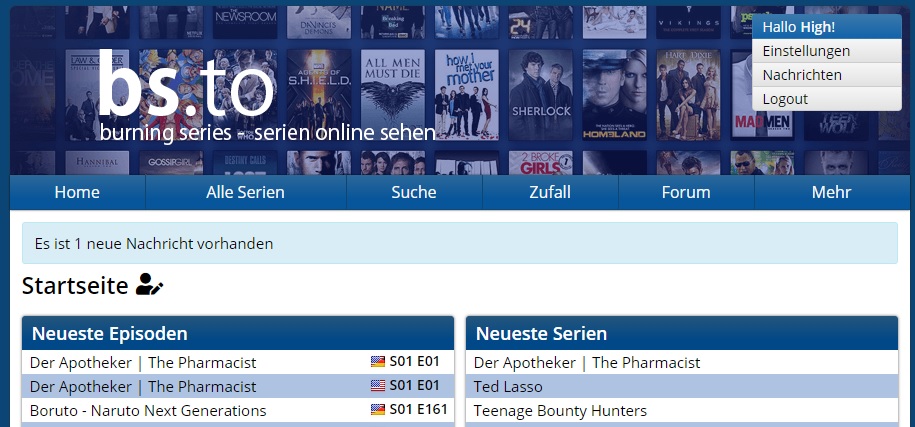 THE NEWSROOM
DAVINCI'S DEMONS
Breaking Bad
24
VIKINGS
Hallo High!
Einstellungen
Nachrichten
Logout
LAW & ORDER
AGENTS OF
S.H.I.E.L.D.
ALL MEN
MUST DIE
how i met your
mother
SHERLOCK
HOMELAND
HART OF DIXIE
MAD MEN
TEEN WOLF
bs.to
burning series - serien online sehen
HANNIBAL
GOSSIP GIRL
DESTINY CALLS
2 BROKE
GIRLS
Home
Alle Serien
Suche
Zufall
Forum
Mehr
Es ist 1 neue Nachricht vorhanden
Startseite
Neueste Episoden
Der Apotheker | The Pharmacist S01 E01
Der Apotheker | The Pharmacist S01 E01
Boruto - Naruto Next Generations S01 E161
Neueste Serien
Der Apotheker | The Pharmacist
Ted Lasso
Teenage Bounty Hunters